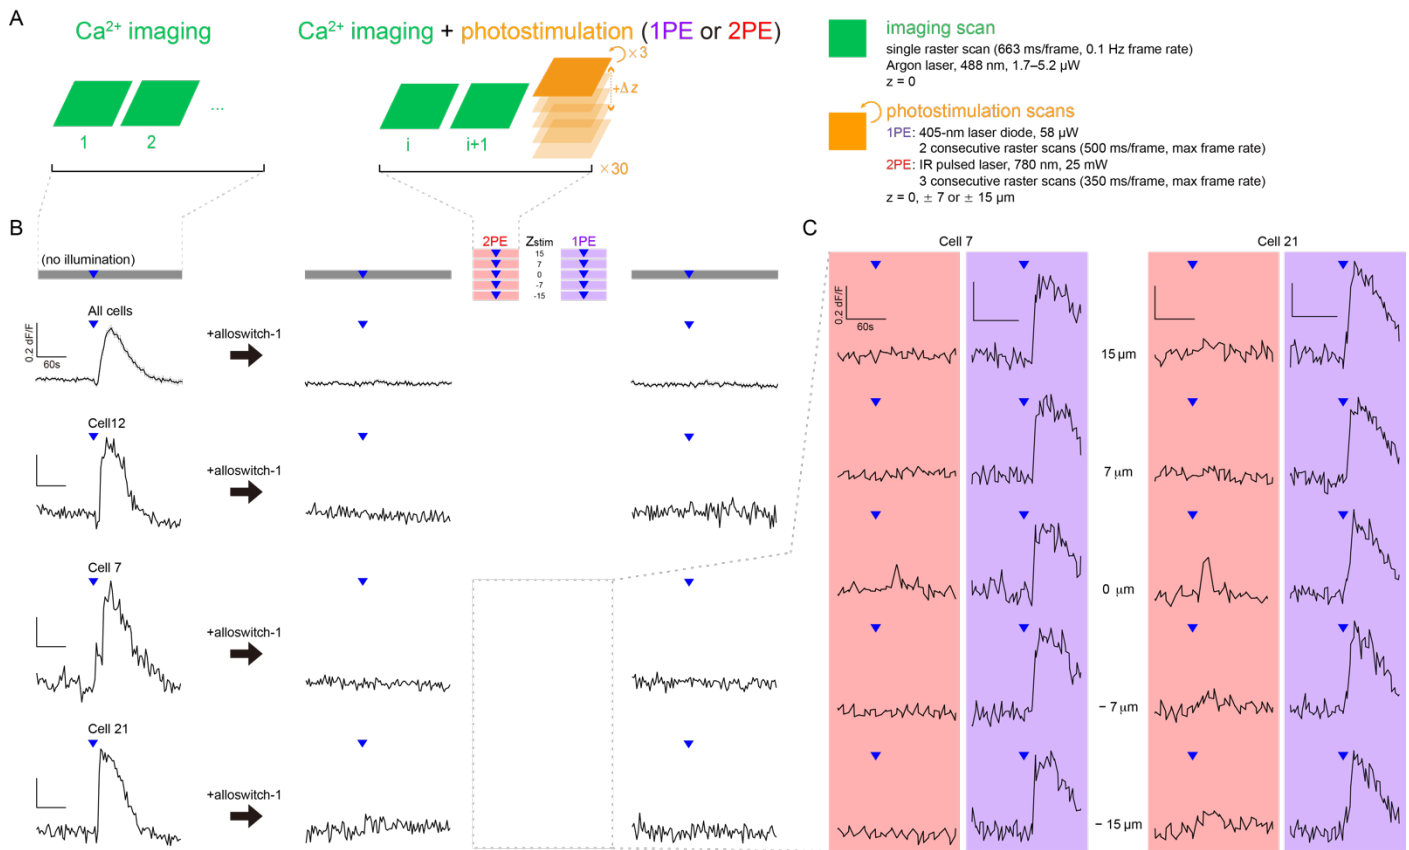 A
Ca²⁺ imaging
1
2
...
Ca²⁺ imaging + photostimulation (1PE or 2PE)
×3
+Δ z
i
i+1
×30
imaging scan
single raster scan (663 ms/frame, 0.1 Hz frame rate)
Argon laser, 488 nm, 1.7–5.2 µW
z = 0
photostimulation scans
1PE: 405-nm laser diode, 58 µW
2 consecutive raster scans (500 ms/frame, max frame rate)
2PE: IR pulsed laser, 780 nm, 25 mW
3 consecutive raster scans (350 ms/frame, max frame rate)
z = 0, ± 7 or ± 15 µm
B
(no illumination)
2PE
Zstim
1PE
15
7
0
-7
-15
All cells
0.2 dF/F
60s
+alloswitch-1
Cell12
+alloswitch-1
Cell 7
+alloswitch-1
Cell 21
+alloswitch-1
C
Cell 7
Cell 21
0.2 dF/F
60s
15 µm
7 µm
0 µm
− 7 µm
− 15 µm